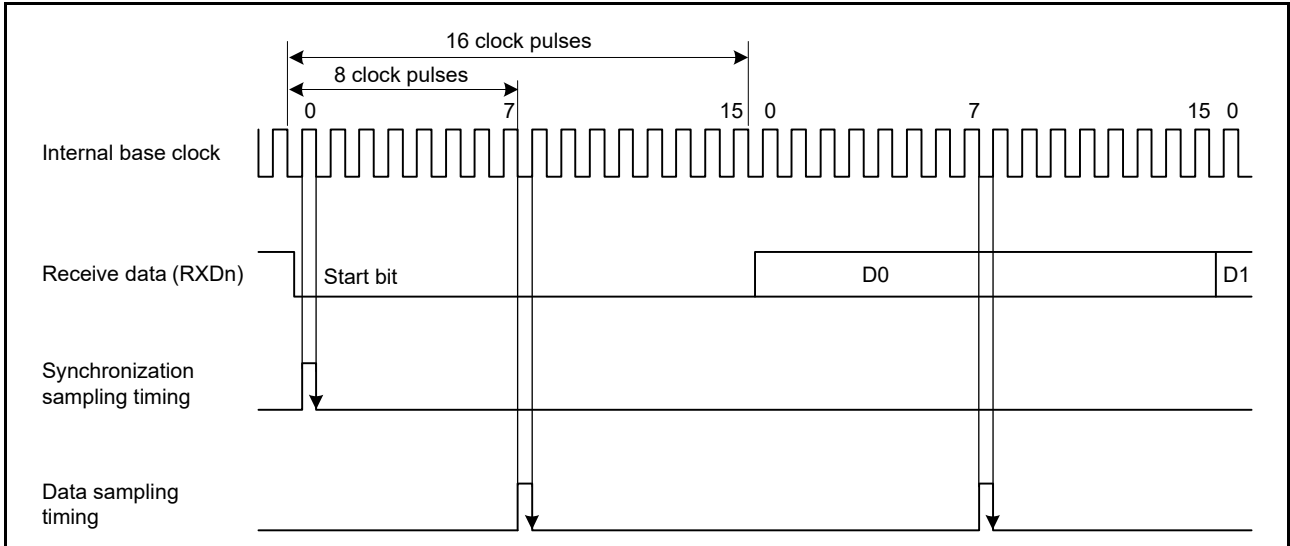 16 clock pulses
8 clock pulses
0 7 15 0 7 15 0
Internal base clock
Receive data (RXDn)
Start bit
D0
D1
Synchronization
sampling timing
Data sampling
timing